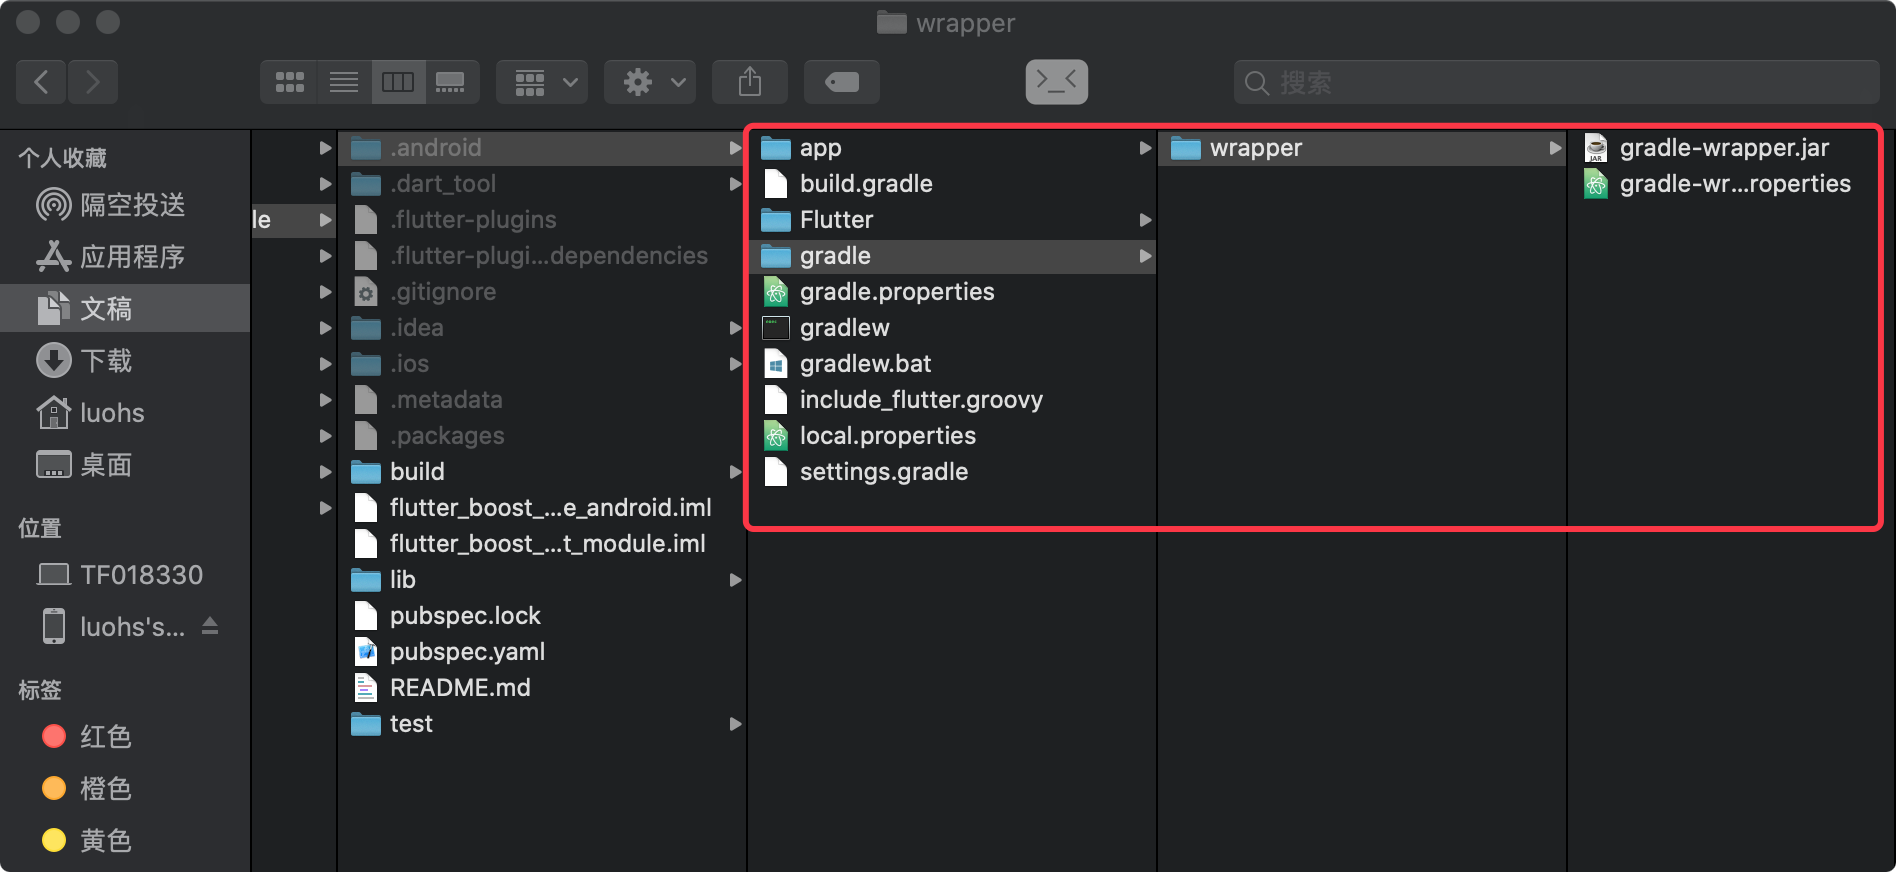 wrapper
搜索
个人收藏
隔空投送
应用程序
文稿
下载
luohs
桌面
位置
TF018330
luohs's...
标签
红色
橙色
黄色
le
.android
.dart_tool
.flutter-plugins
.flutter-plugi...dependencies
.gitignore
.idea
.ios
.metadata
.packages
build
flutter_boost_...e_android.iml
flutter_boost_...t_module.iml
lib
pubspec.lock
pubspec.yaml
README.md
test
app
build.gradle
Flutter
gradle
gradle.properties
gradlew
gradlew.bat
include_flutter.groovy
local.properties
settings.gradle
wrapper
JAR
gradle-wrapper.jar
gradle-wr...roperties